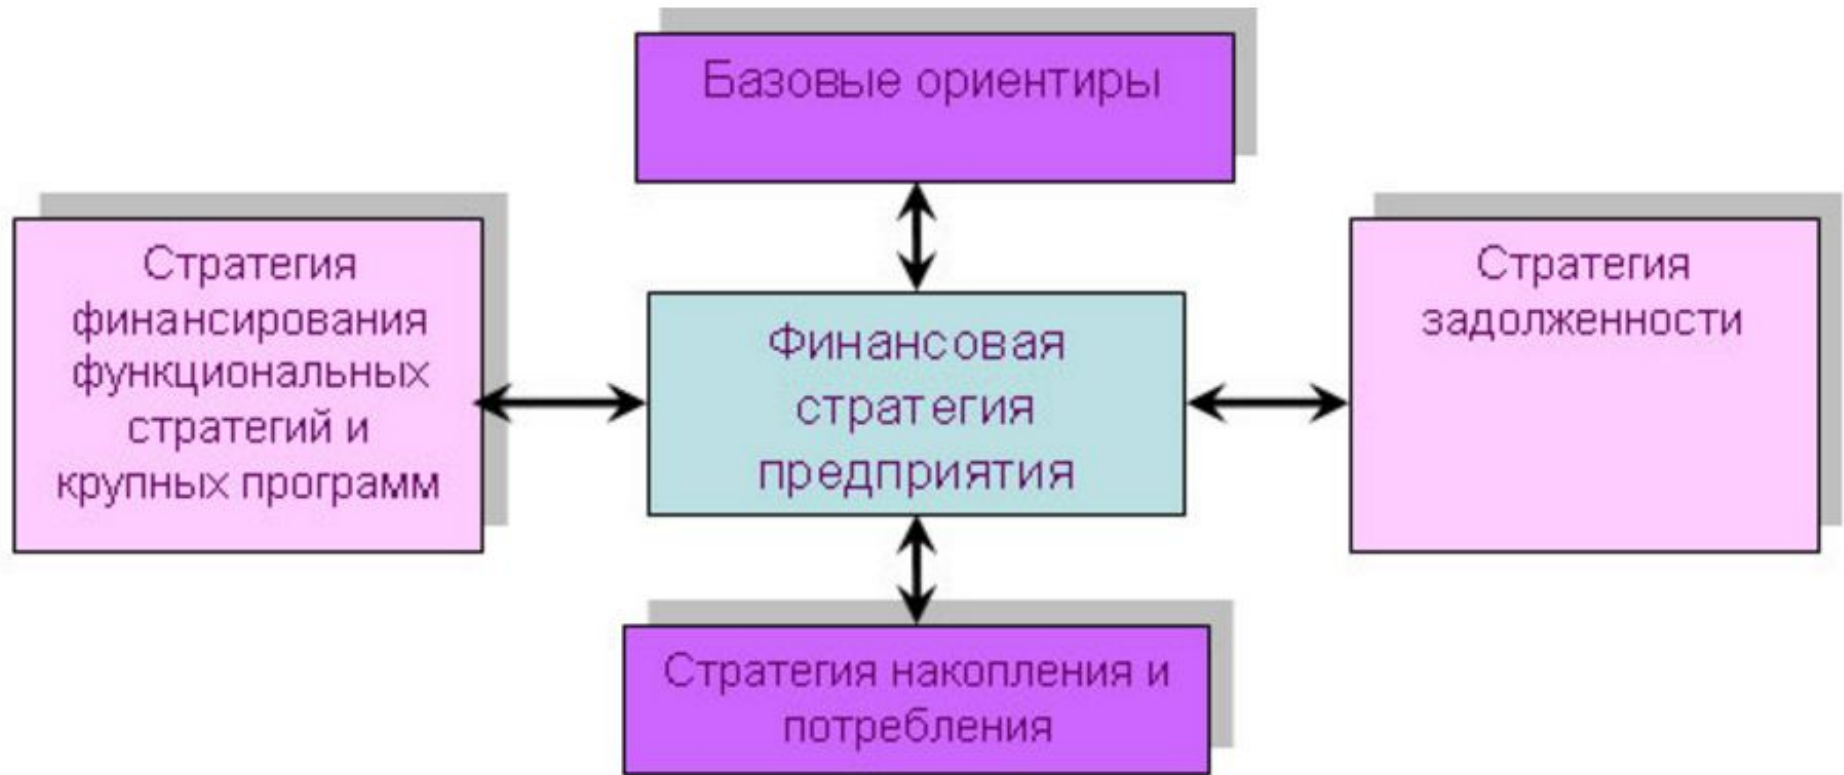 Базовые ориентиры
Стратегия
финансирования
функциональных
стратегий и
крупных программ
Финансовая
стратегия
предприятия
Стратегия
задолженности
Стратегия накопления и
потребления